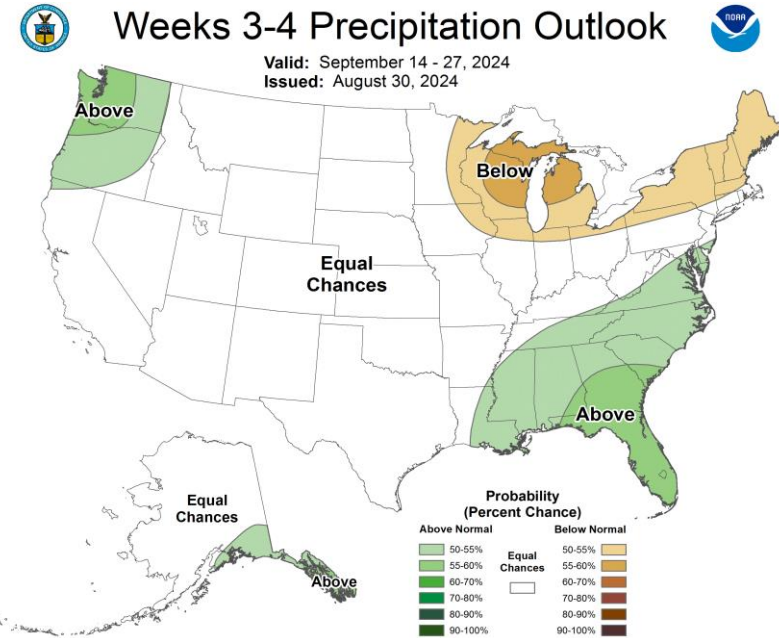 Weeks 3-4 Precipitation Outlook
NOAA
Valid: September 14 - 27, 2024
Issued: August 30, 2024
Above
Below
Equal
Chances
Above
Equal
Chances
Above
Probability
(Percent Chance)
Above Normal
Below Normal
50-55%
55-60%
60-70%
70-80%
80-90%
90-100%
Equal
Chances
50-55%
55-60%
60-70%
70-80%
80-90%
90-100%